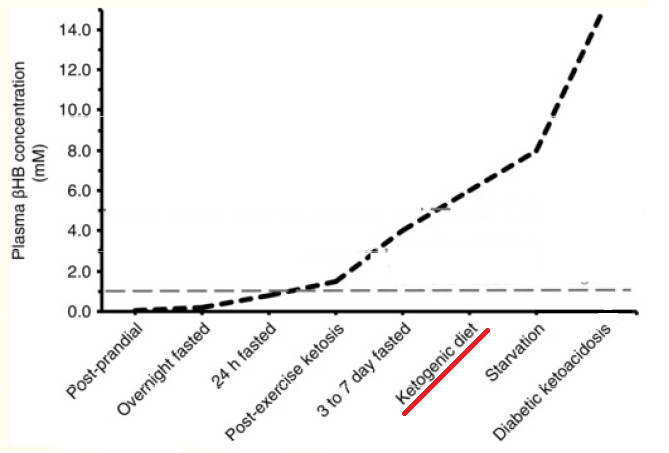 Plasma βHB concentration
(mM)
14.0
12.0
10.0
8.0
6.0
4.0
2.0
0.0
Post-prandial
Overnight fasted
24 h fasted
Post-exercise ketosis
3 to 7 day fasted
Ketogenic diet
Starvation
Diabetic ketoacidosis